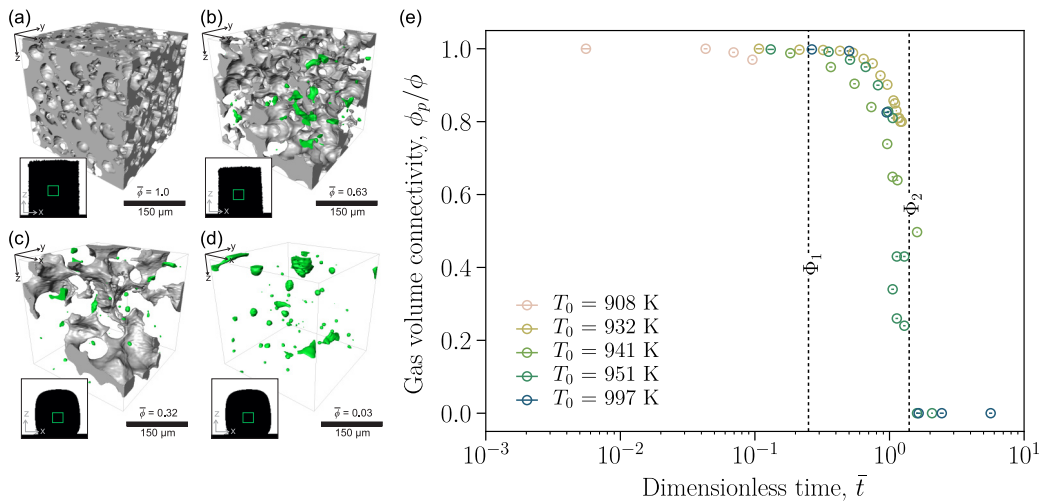 (a)
y
x
z
z
x
ϕ̅ = 1.0
150 μm
(b)
y
x
z
z
x
ϕ̅ = 0.63
150 μm
(c)
y
x
z
z
x
ϕ̅ = 0.32
150 μm
(d)
y
x
z
z
x
ϕ̅ = 0.03
150 μm
(e)
Gas volume connectivity, ϕₚ/ϕ
1.0
0.8
0.6
0.4
0.2
0.0
Φ₁
Φ₂
T₀ = 908 K
T₀ = 932 K
T₀ = 941 K
T₀ = 951 K
T₀ = 997 K
10⁻³
10⁻²
10⁻¹
10⁰
10¹
Dimensionless time, t̅